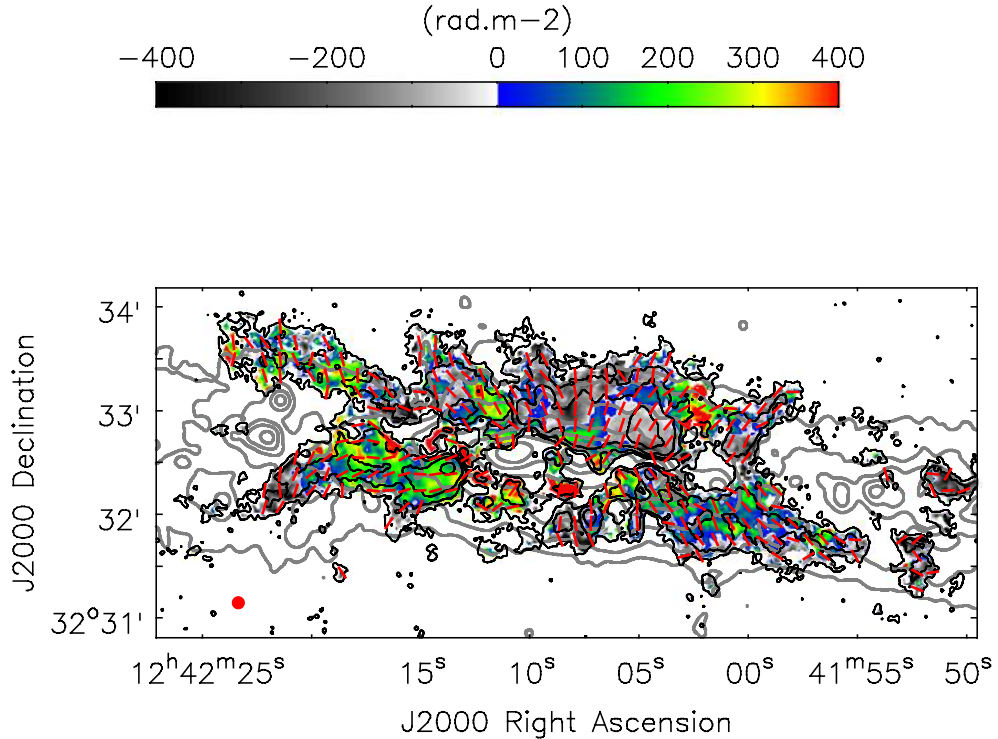 (rad.m−2)
−400 −200 0 100 200 300 400
34'
33'
32'
32°31'
J2000 Declination
12ʰ42ᵐ25ˢ 15ˢ 10ˢ 05ˢ 00ˢ 41ᵐ55ˢ 50ˢ
J2000 Right Ascension